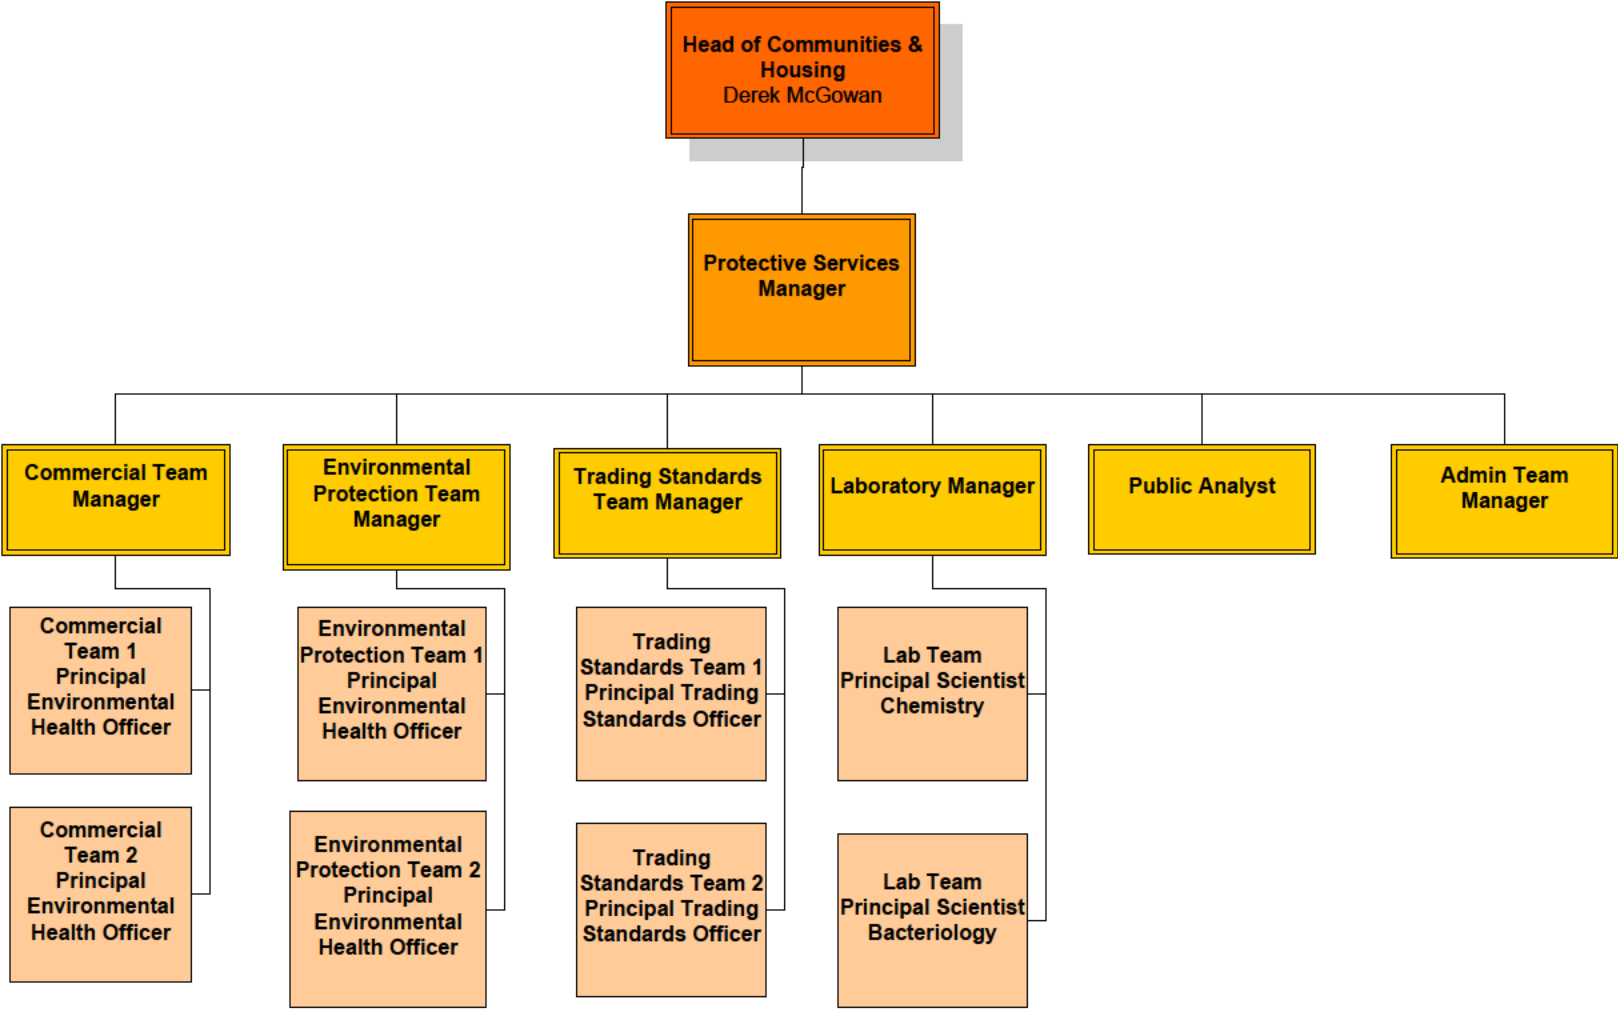 Head of Communities &
Housing
Derek McGowan
Protective Services
Manager
Commercial Team
Manager
Environmental
Protection Team
Manager
Trading Standards
Team Manager
Laboratory Manager
Public Analyst
Admin Team
Manager
Commercial
Team 1
Principal
Environmental
Health Officer
Environmental
Protection Team 1
Principal
Environmental
Health Officer
Trading
Standards Team 1
Principal Trading
Standards Officer
Lab Team
Principal Scientist
Chemistry
Commercial
Team 2
Principal
Environmental
Health Officer
Environmental
Protection Team 2
Principal
Environmental
Health Officer
Trading
Standards Team 2
Principal Trading
Standards Officer
Lab Team
Principal Scientist
Bacteriology